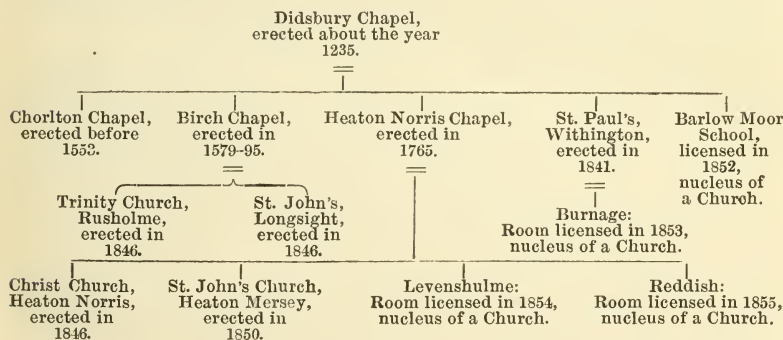 Didsbury Chapel,
erected about the year
1235.
Chorlton Chapel,
erected before
1553.
Birch Chapel,
erected in
1579-95.
Heaton Norris Chapel,
erected in
1765.
St. Paul's,
Withington,
erected in
1841.
Barlow Moor
School,
licensed in
1852,
nucleus of
a Church.
Trinity Church,
Rusholme,
erected in
1846.
St. John's,
Longsight,
erected in
1846.
Burnage:
Room licensed in 1853,
nucleus of a Church.
Christ Church,
Heaton Norris,
erected in
1846.
St. John's Church,
Heaton Mersey,
erected in
1850.
Levenshulme:
Room licensed in 1854,
nucleus of a Church.
Reddish:
Room licensed in 1855,
nucleus of a Church.